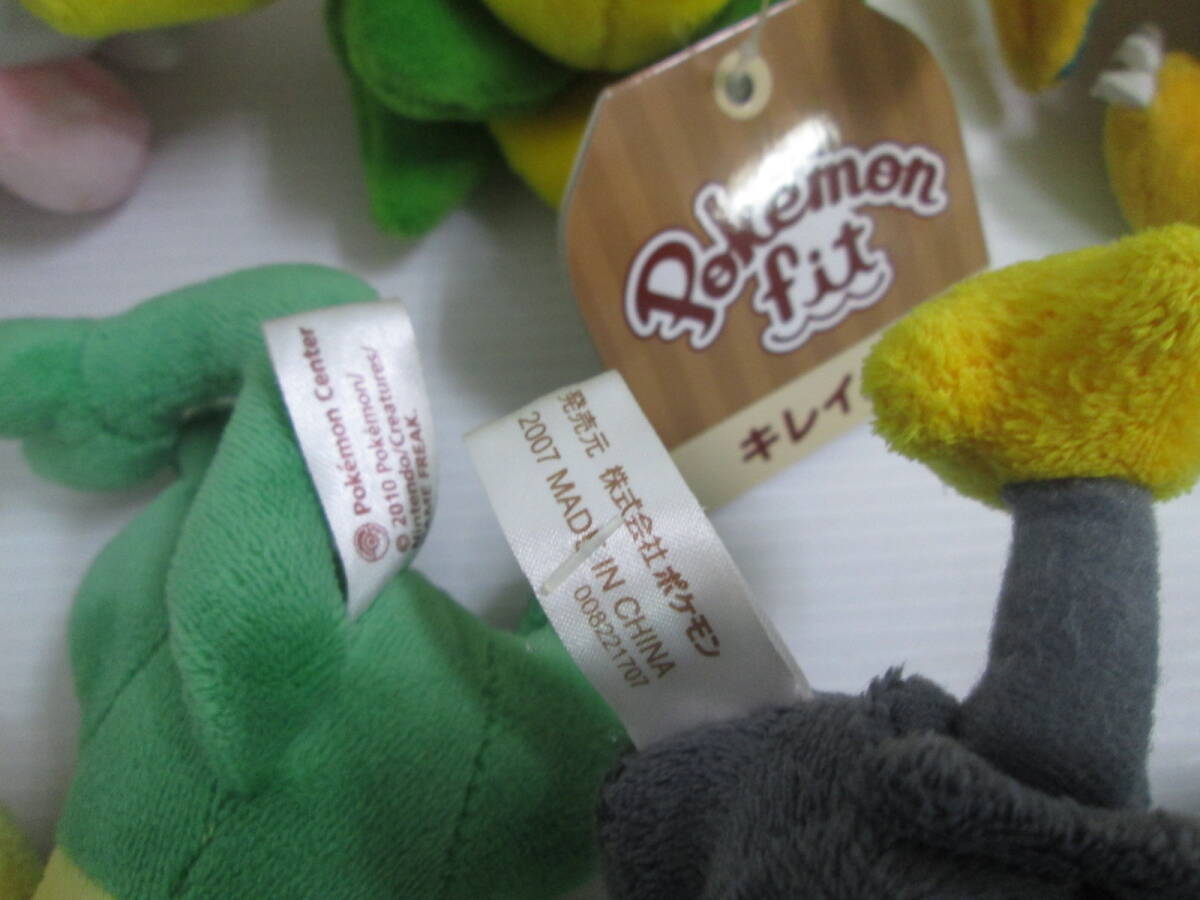 Pokémon
fit
キレイ
Pokémon Center
© 2010 Pokémon/
Nintendo/Creatures/
GAME FREAK.
発売元 株式会社 ポケモン
2007 MADE IN CHINA
008221707